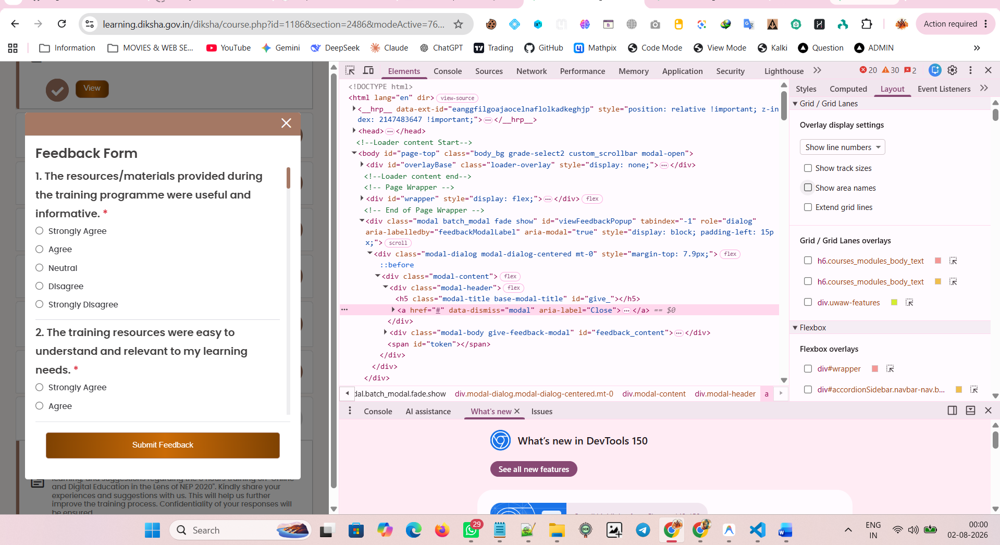 learning.diksha.gov.in/diksha/course.php?id=1186&section=2486&modeActive=76...
Action required
Information
MOVIES & WEB SE...
YouTube
Gemini
DeepSeek
Claude
ChatGPT
Trading
GitHub
Mathpix
Code Mode
View Mode
Kalki
Question
ADMIN
»
View
Feedback Form
1. The resources/materials provided during
the training programme were useful and
informative. *
Strongly Agree
Agree
Neutral
Disagree
Strongly Disagree
2. The training resources were easy to
understand and relevant to my learning
needs. *
Strongly Agree
Agree
Submit Feedback
and Digital Education in the Lens of NEP 2020". Kindly share your
experiences and suggestions with us. This will help us further
improve the training process. Confidentiality of your responses will
be ensured
Elements
Console
Sources
Network
Performance
Memory
Application
Security
Lighthouse
»
20
30
2
<!DOCTYPE html>
<html lang="en" dir> view-source
<__hrp__ data-ext-id="eanggfilgoajaocelnaflolkadkeghjp" style="position: relative !important; z-in
dex: 2147483647 !important;"> … </__hrp__>
<head> … </head>
<!--Loader content Start-->
<body id="page-top" class="body_bg grade-select2 custom_scrollbar modal-open">
<div id="overlayBase" class="loader-overlay" style="display: none;"> … </div>
<!--Loader content end-->
<!-- Page Wrapper -->
<div id="wrapper" style="display: flex;"> … </div> flex
<!-- End of Page Wrapper -->
<div class="modal batch_modal fade show" id="viewFeedbackPopup" tabindex="-1" role="dialog"
aria-labelledby="feedbackModalLabel" aria-modal="true" style="display: block; padding-left: 15p
x;"> scroll
<div class="modal-dialog modal-dialog-centered mt-0" style="margin-top: 7.9px;"> flex
::before
<div class="modal-content"> flex
<div class="modal-header"> flex
<h5 class="modal-title base-modal-title" id="give_"></h5>
… <a href="#" data-dismiss="modal" aria-label="Close"> … </a> == $0
</div>
<div class="modal-body give-feedback-modal" id="feedback_content"> … </div>
<span id="token"></span>
</div>
</div>
</div>
dal.batch_modal.fade.show
div.modal-dialog.modal-dialog-centered.mt-0
div.modal-content
div.modal-header
a
Styles
Computed
Layout
Event Listeners
»
Grid / Grid Lanes
Overlay display settings
Show line numbers
Show track sizes
Show area names
Extend grid lines
Grid / Grid Lanes overlays
h6.courses_modules_body_text
h6.courses_modules_body_text
div.uwaw-features
Flexbox
Flexbox overlays
div#wrapper
div#accordionSidebar.navbar-nav.b...
Console
AI assistance
What's new
Issues
What's new in DevTools 150
See all new features
Search
29
ENG
IN
00:00
02-08-2026